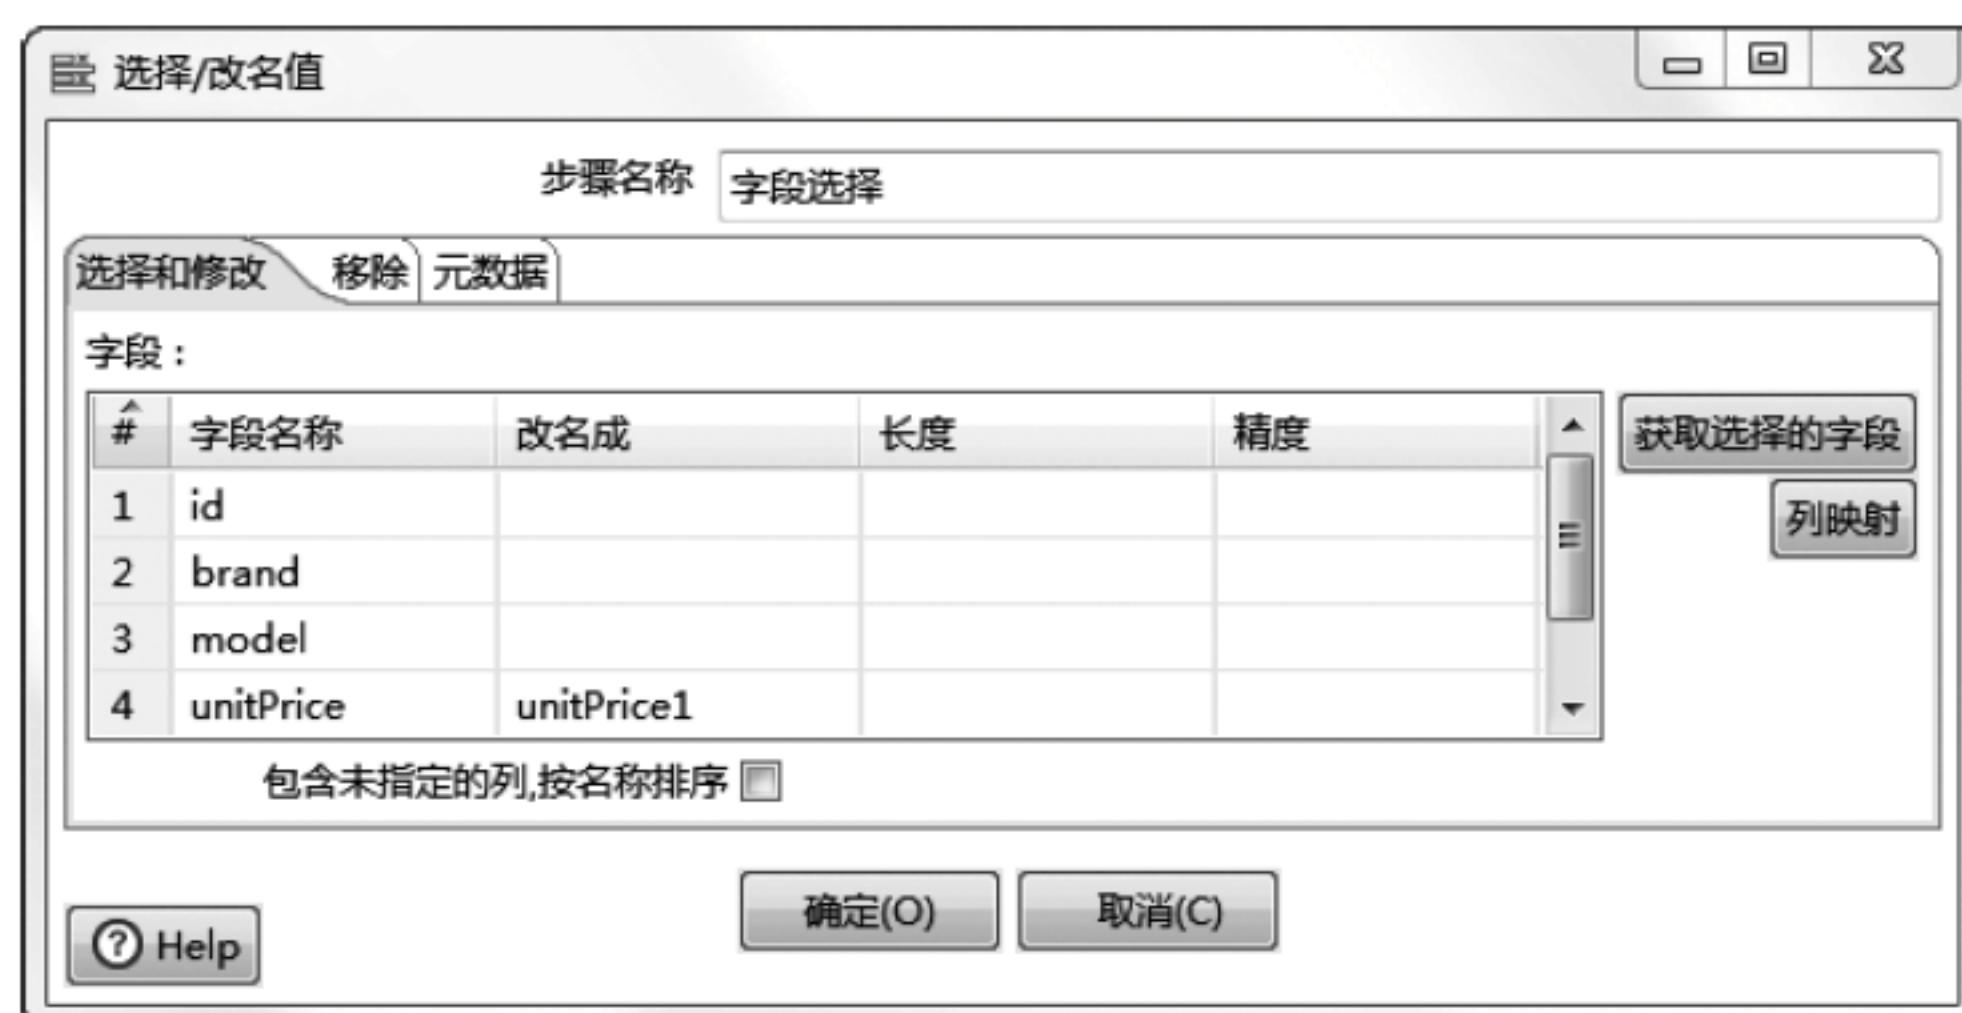 选择/改名值
步骤名称 字段选择
选择和修改 移除 元数据
字段：
# 字段名称 改名成 长度 精度 获取选择的字段
1 id 列映射
2 brand
3 model
4 unitPrice unitPrice1
包含未指定的列,按名称排序
确定(O) 取消(C)
? Help